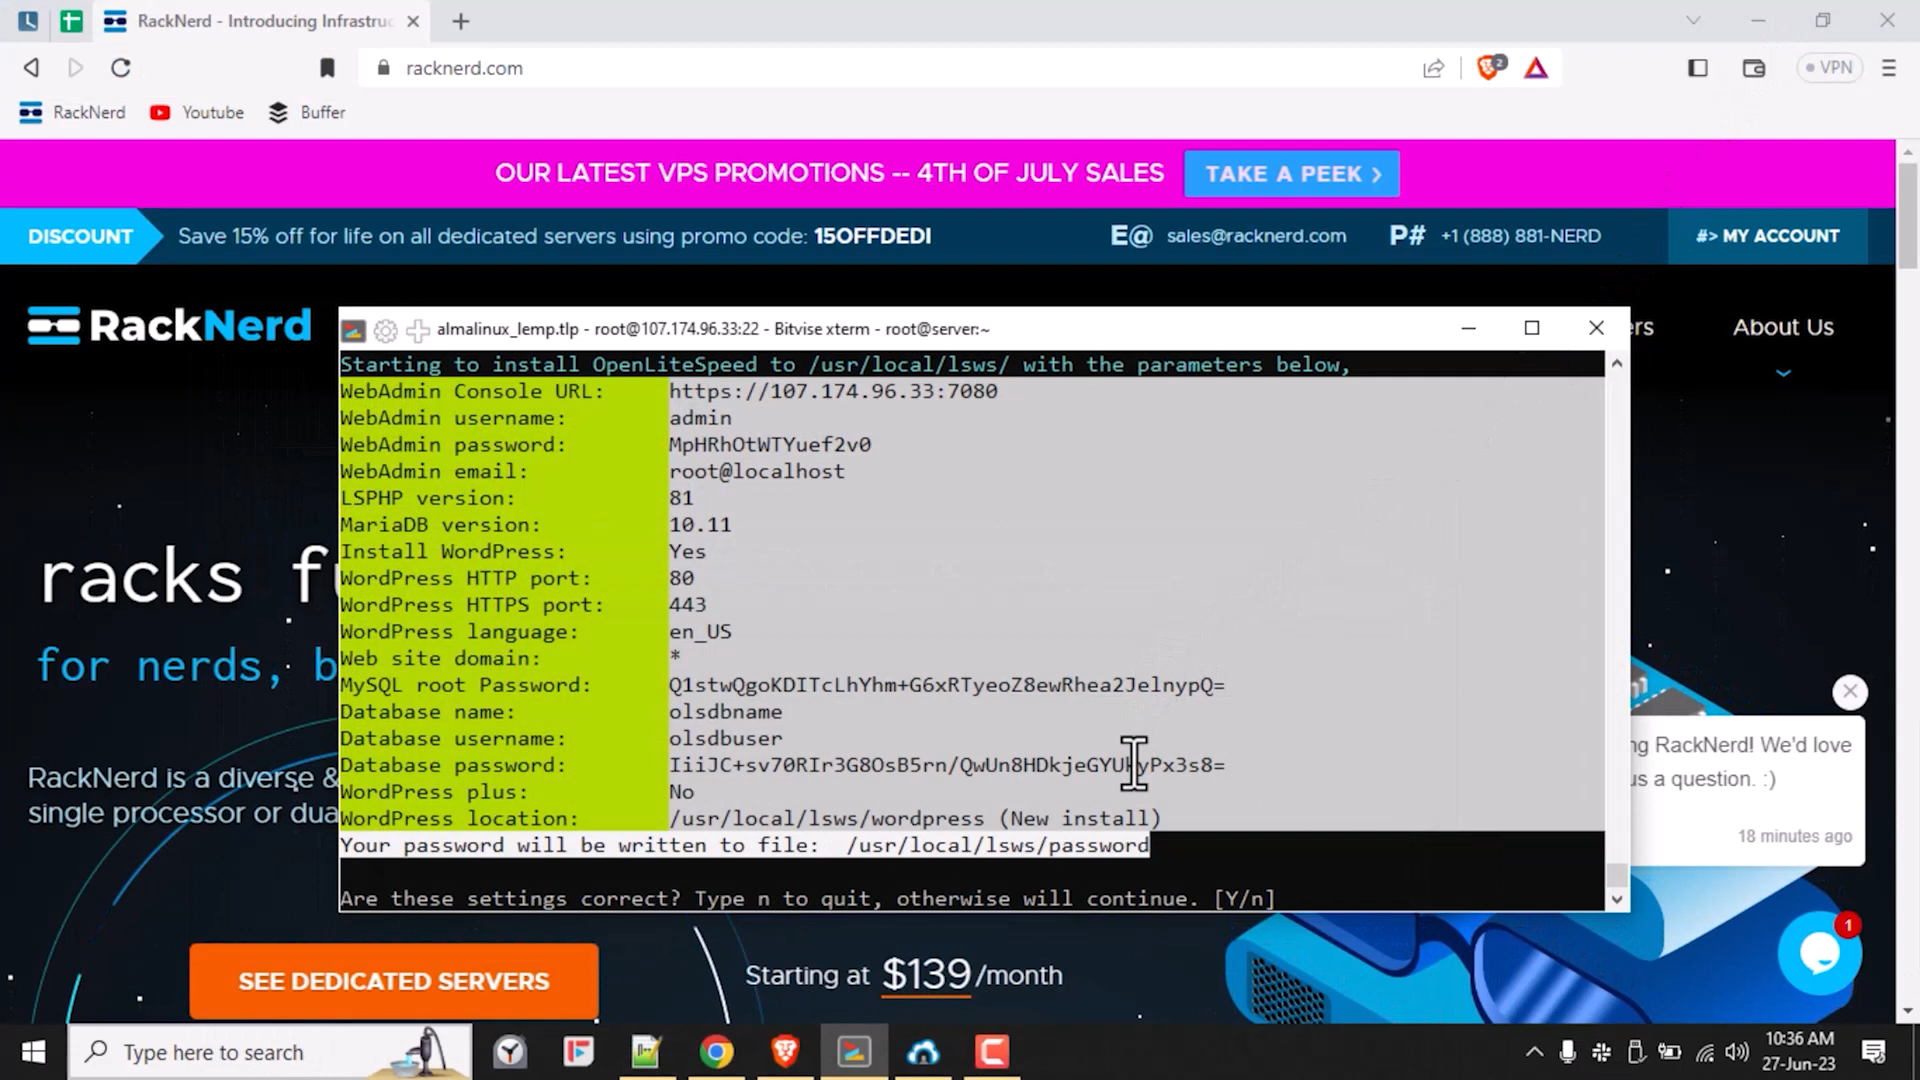 RackNerd - Introducing Infrastruc
racknerd.com
2
VPN
RackNerd
Youtube
Buffer
OUR LATEST VPS PROMOTIONS -- 4TH OF JULY SALES
TAKE A PEEK
DISCOUNT
Save 15% off for life on all dedicated servers using promo code: 15OFFDEDI
E@ sales@racknerd.com
P# +1 (888) 881-NERD
#> MY ACCOUNT
RackNerd
ers
About Us
almalinux_lemp.tlp - root@107.174.96.33:22 - Bitvise xterm - root@server:~
Starting to install OpenLiteSpeed to /usr/local/lsws/ with the parameters below,
WebAdmin Console URL: https://107.174.96.33:7080
WebAdmin username: admin
WebAdmin password: MpHRhOtWTYuef2v0
WebAdmin email: root@localhost
LSPHP version: 81
MariaDB version: 10.11
Install WordPress: Yes
WordPress HTTP port: 80
WordPress HTTPS port: 443
WordPress language: en_US
Web site domain: *
MySQL root Password: Q1stwQgoKDITcLhYhm+G6xRTyeoZ8ewRhea2JelnypQ=
Database name: olsdbname
Database username: olsdbuser
Database password: IiiJC+sv70RIr3G8OsB5rn/QwUn8HDkjeGYUkyPx3s8=
WordPress plus: No
WordPress location: /usr/local/lsws/wordpress (New install)
Your password will be written to file: /usr/local/lsws/password
Are these settings correct? Type n to quit, otherwise will continue. [Y/n]
racks fu
for nerds, b
RackNerd is a diverse &
single processor or dua
ng RackNerd! We'd love
us a question. :)
18 minutes ago
1
SEE DEDICATED SERVERS
Starting at $139/month
Type here to search
10:36 AM
27-Jun-23